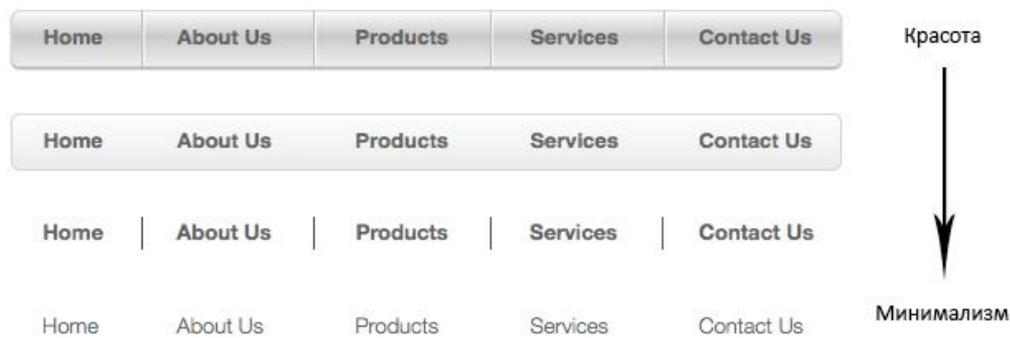 Home About Us Products Services Contact Us Красота
Home About Us Products Services Contact Us
Home About Us Products Services Contact Us
Home About Us Products Services Contact Us Минимализм